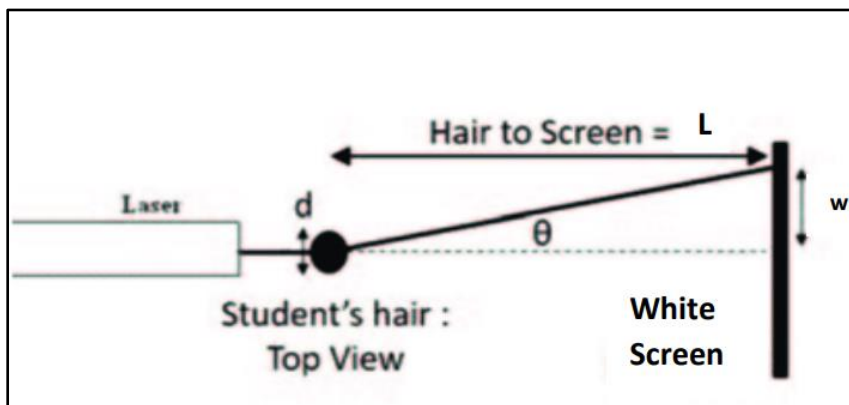 Hair to Screen = L
Laser
d
w
θ
Student's hair :
Top View
White
Screen